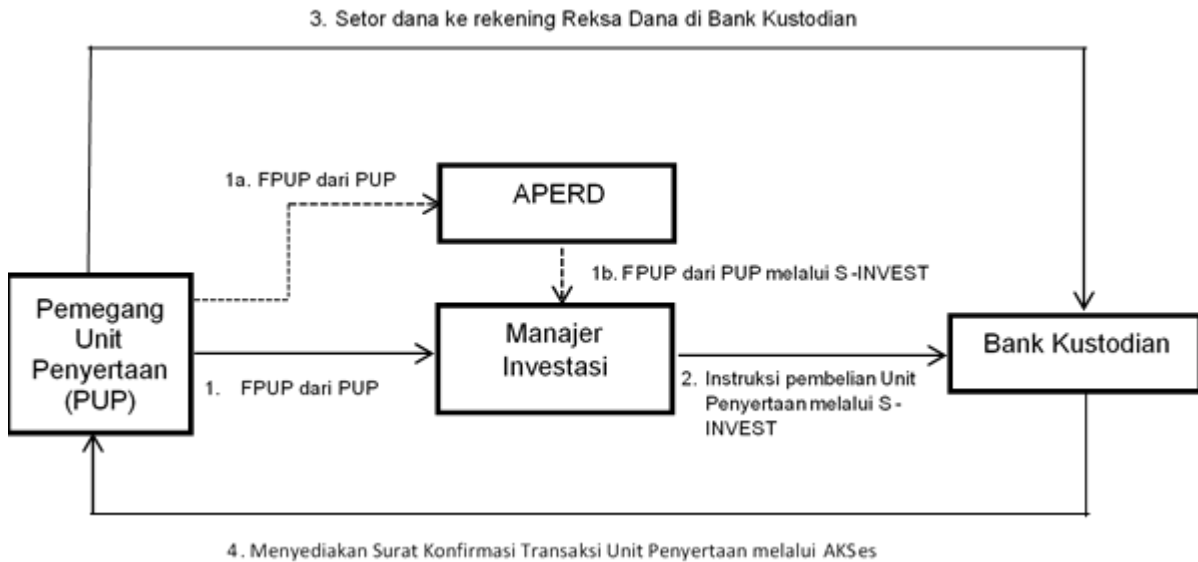 3. Setor dana ke rekening Reksa Dana di Bank Kustodian
1a. FPUP dari PUP
APERD
1b. FPUP dari PUP melalui S-INVEST
Pemegang
Unit
Penyertaan
(PUP)
Manajer
Investasi
Bank Kustodian
1. FPUP dari PUP
2. Instruksi pembelian Unit
Penyertaan melalui S-
INVEST
4. Menyediakan Surat Konfirmasi Transaksi Unit Penyertaan melalui AKSes